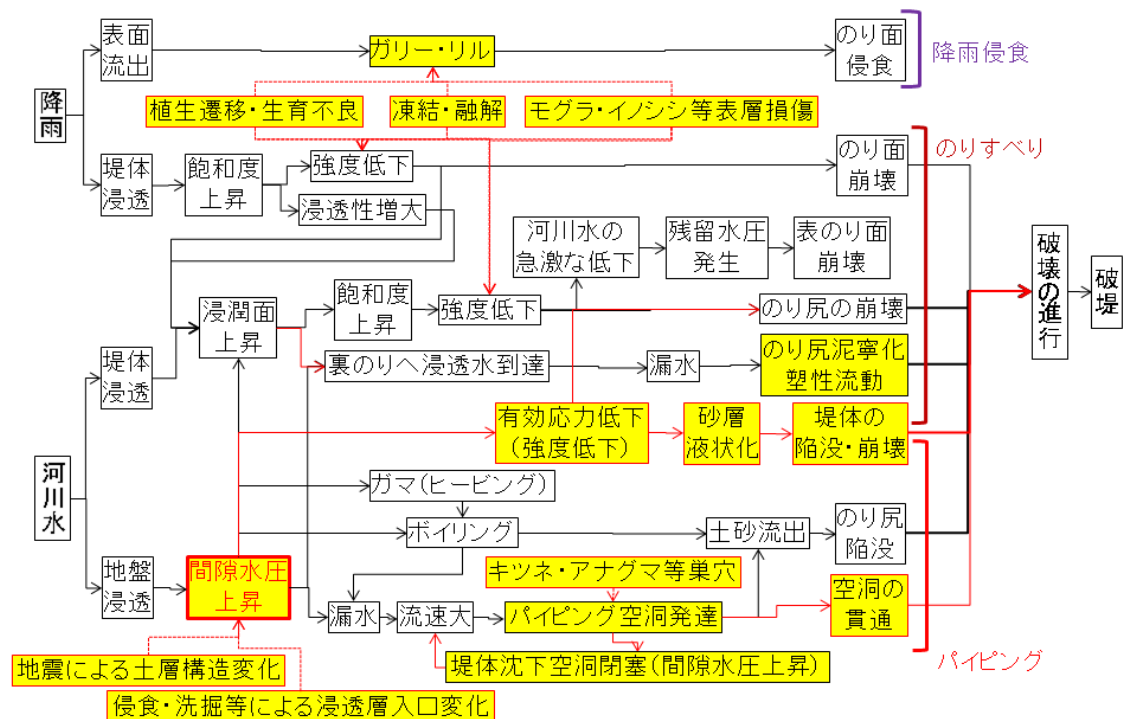 表面
流出
ガリー・リル
のり面
侵食
降雨侵食
降雨
植生遷移・生育不良
凍結・融解
モグラ・イノシシ等表層損傷
堤体
浸透
飽和度
上昇
強度低下
浸透性増大
のり面
崩壊
のりすべり
河川水の
急激な低下
残留水圧
発生
表のり面
崩壊
破壊の進行
破堤
浸潤面
上昇
飽和度
上昇
強度低下
のり尻の崩壊
堤体
浸透
裏のりへ浸透水到達
漏水
のり尻泥寧化
塑性流動
有効応力低下
(強度低下)
砂層
液状化
堤体の
陥没・崩壊
河川水
ガマ(ヒービング)
ボイリング
土砂流出
のり尻
陥没
地盤
浸透
間隙水圧
上昇
キツネ・アナグマ等巣穴
漏水
流速大
パイピング空洞発達
空洞の
貫通
パイピング
地震による土層構造変化
堤体沈下空洞閉塞(間隙水圧上昇)
侵食・洗掘等による浸透層入口変化